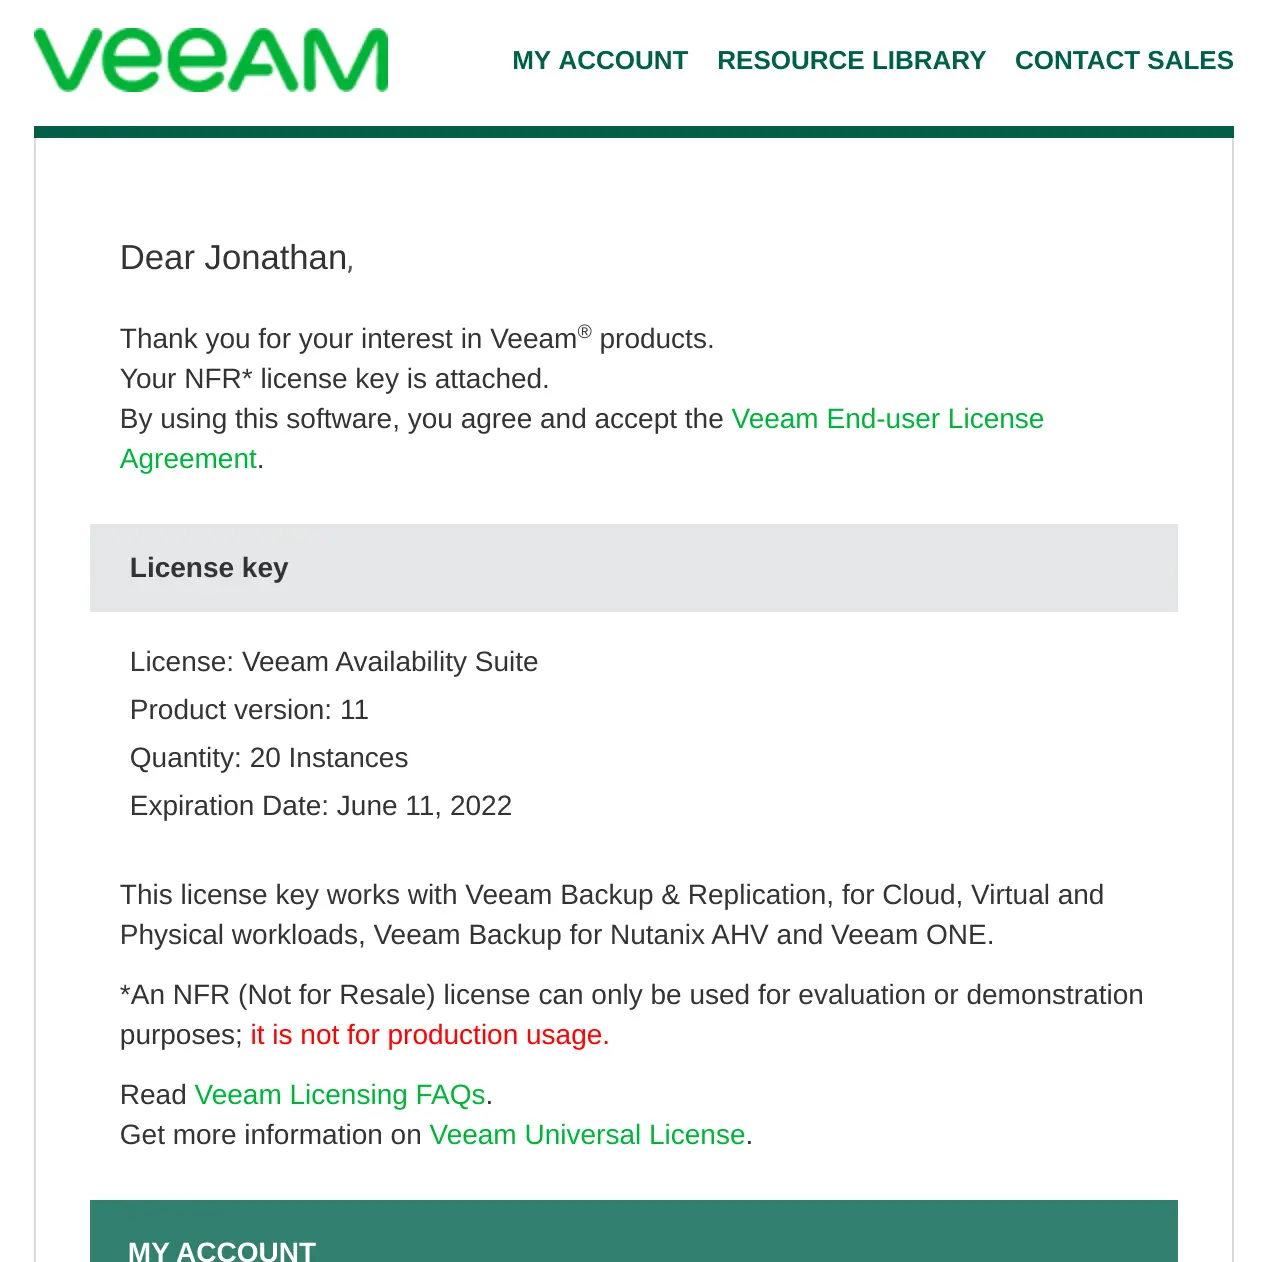 VEEAM
MY ACCOUNT RESOURCE LIBRARY CONTACT SALES
Dear Jonathan,
Thank you for your interest in Veeam® products.
Your NFR* license key is attached.
By using this software, you agree and accept the Veeam End-user License
Agreement.
License key
License: Veeam Availability Suite
Product version: 11
Quantity: 20 Instances
Expiration Date: June 11, 2022
This license key works with Veeam Backup & Replication, for Cloud, Virtual and
Physical workloads, Veeam Backup for Nutanix AHV and Veeam ONE.
*An NFR (Not for Resale) license can only be used for evaluation or demonstration
purposes; it is not for production usage.
Read Veeam Licensing FAQs.
Get more information on Veeam Universal License.
MY ACCOUNT